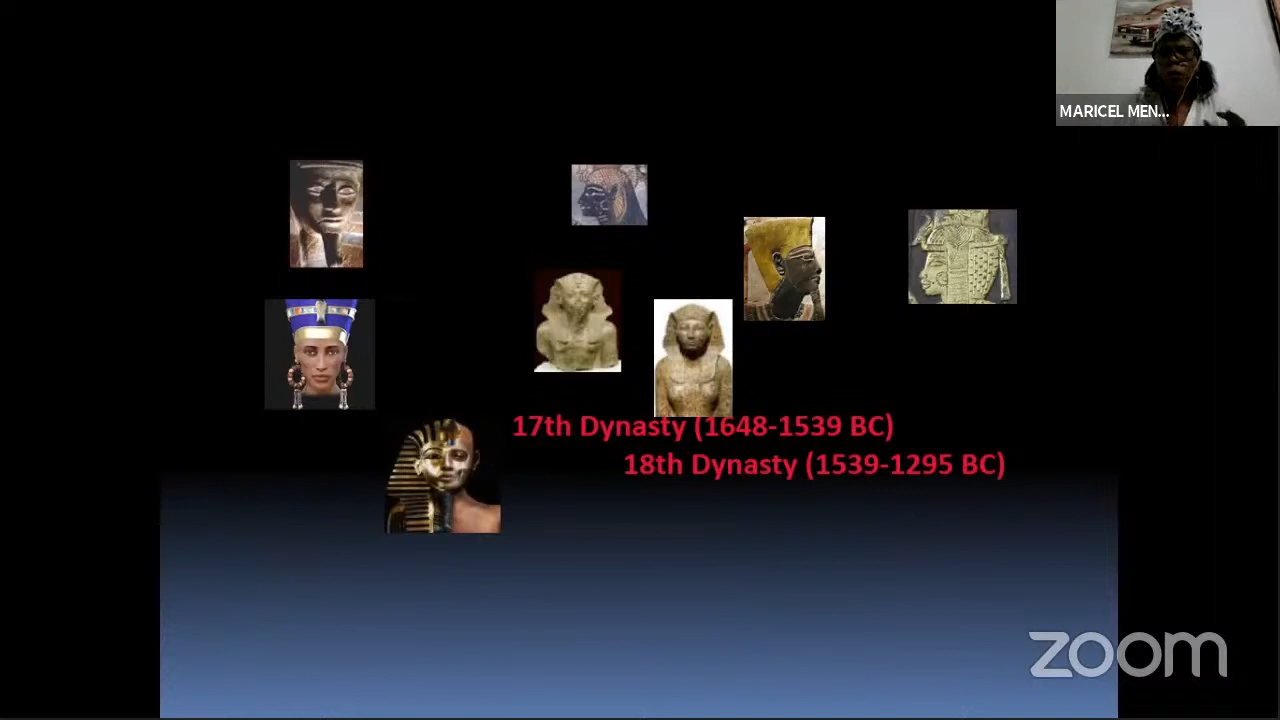 MARICEL MEN...
17th Dynasty (1648-1539 BC)
18th Dynasty (1539-1295 BC)
zoom